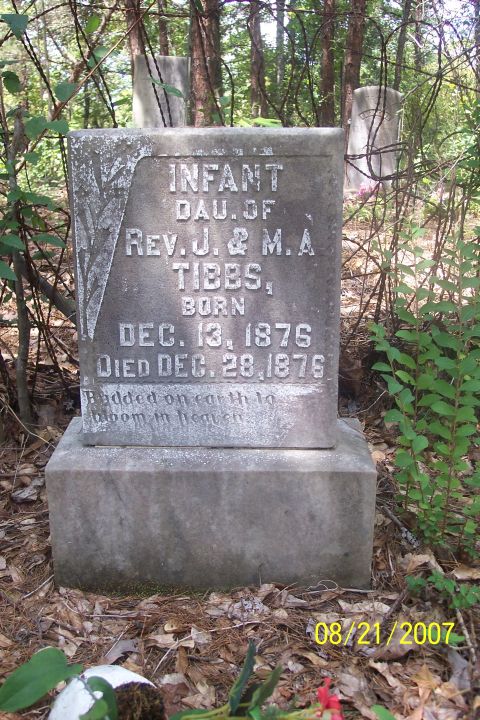 INFANT
DAU. OF
REV. J. & M. A
TIBBS,
BORN
DEC. 13, 1876
DIED DEC. 28, 1876
Budded on earth to
bloom in heaven
08/21/2007